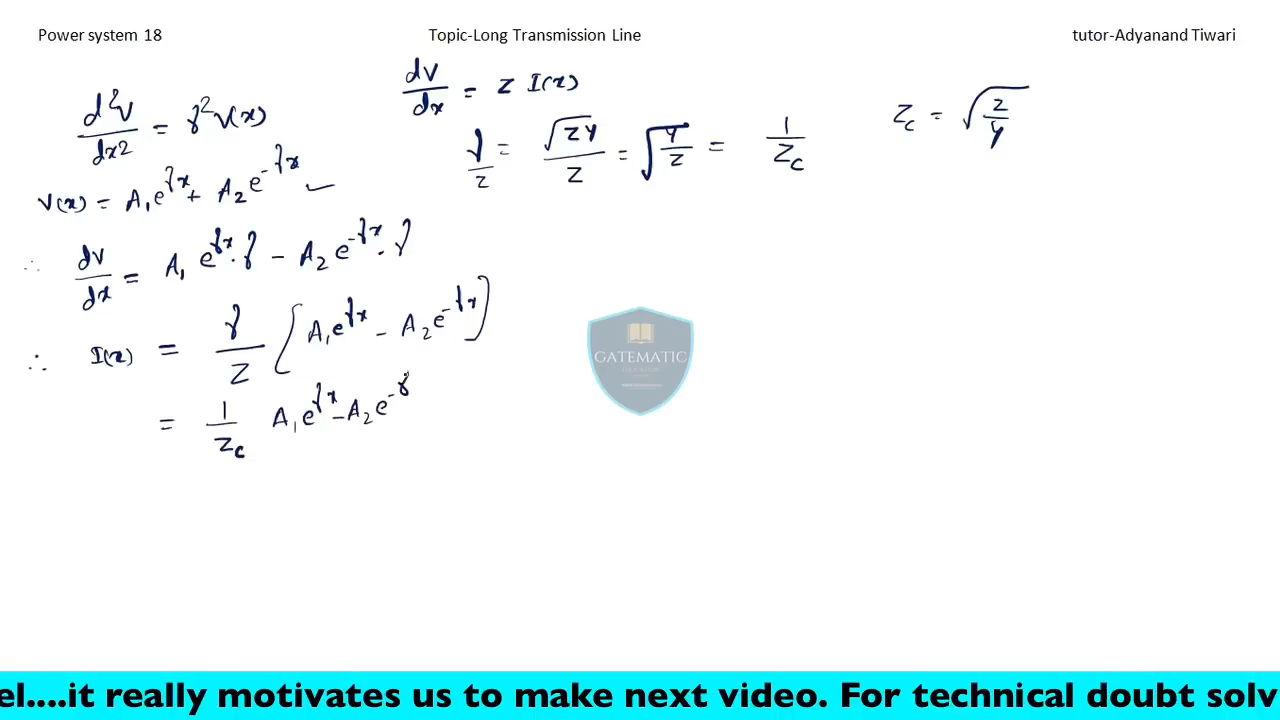 Power system 18
Topic-Long Transmission Line
tutor-Adyanand Tiwari
d²V/dx² = γ²V(x)
dV/dx = Z I(x)
γ/Z = √ZY/Z = √Y/Z = 1/Zc
Zc = √Z/Y
V(x) = A₁e^γx + A₂e^-γx
∴ dV/dx = A₁e^γx·γ - A₂e^-γx·γ
∴ I(x) = γ/Z [A₁e^γx - A₂e^-γx]
= 1/Zc A₁e^γx - A₂e^-γ
GATEMATIC
el....it really motivates us to make next video. For technical doubt solv